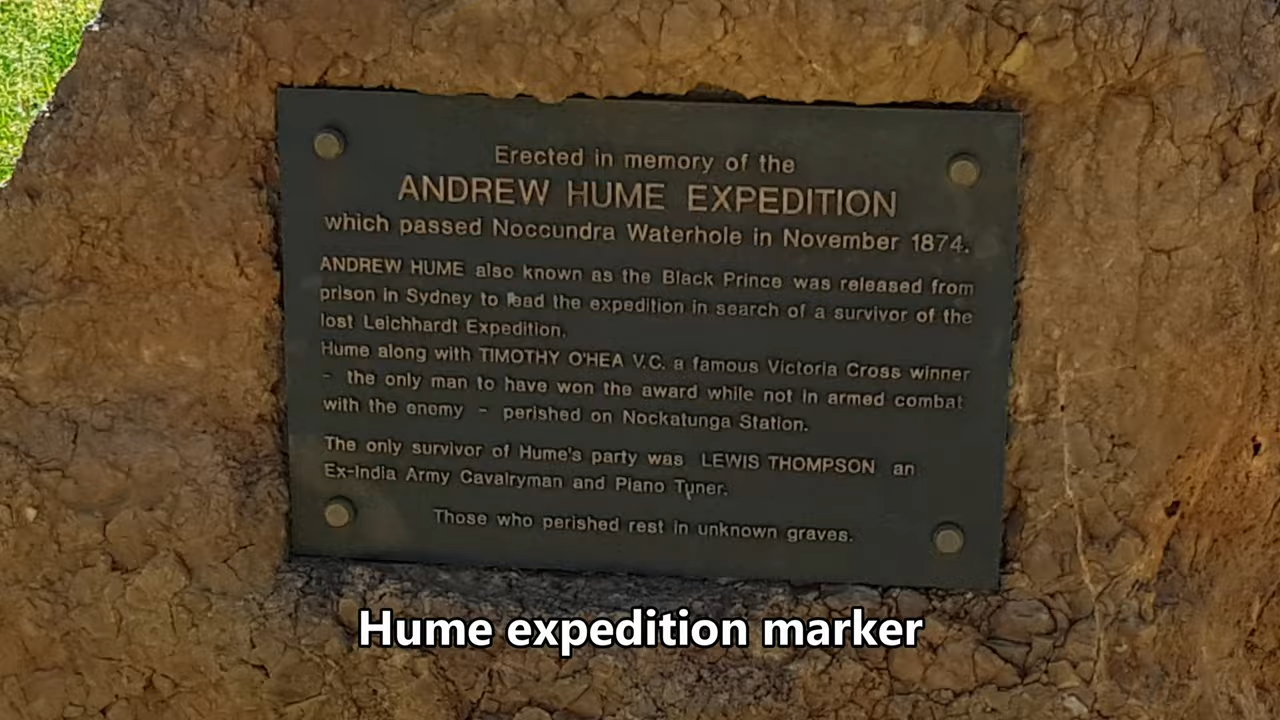 Erected in memory of the
ANDREW HUME EXPEDITION
which passed Noccundra Waterhole in November 1874.
ANDREW HUME also known as the Black Prince was released from
prison in Sydney to lead the expedition in search of a survivor of the
lost Leichhardt Expedition.
Hume along with TIMOTHY O'HEA V.C. a famous Victoria Cross winner
- the only man to have won the award while not in armed combat
with the enemy - perished on Nockatunga Station.
The only survivor of Hume's party was LEWIS THOMPSON an
Ex-India Army Cavalryman and Piano Tuner.
Those who perished rest in unknown graves.
Hume expedition marker